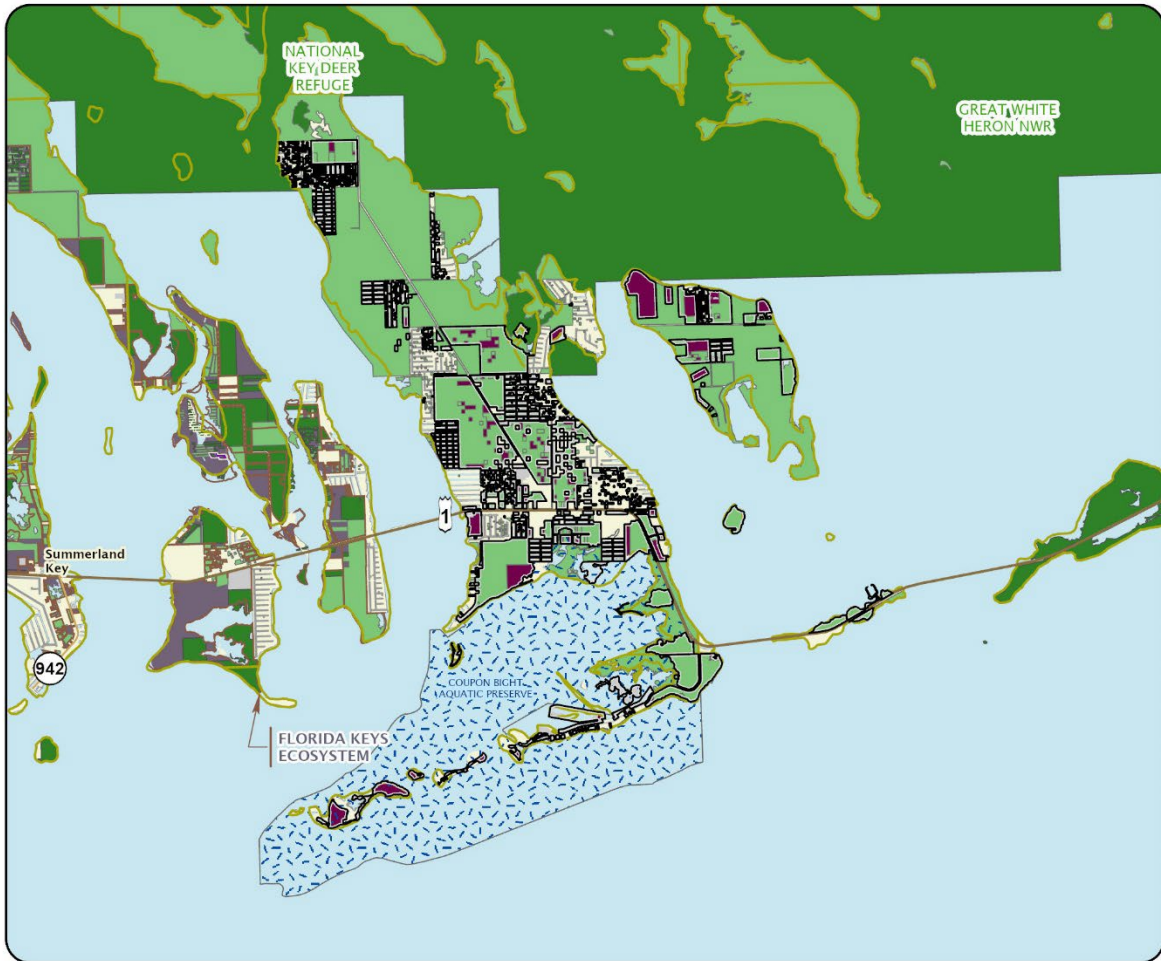 NATIONAL
KEY DEER
REFUGE
GREAT WHITE
HERON NWR
1
Summerland
Key
942
COUPON BIGHT
AQUATIC PRESERVE
FLORIDA KEYS
ECOSYSTEM